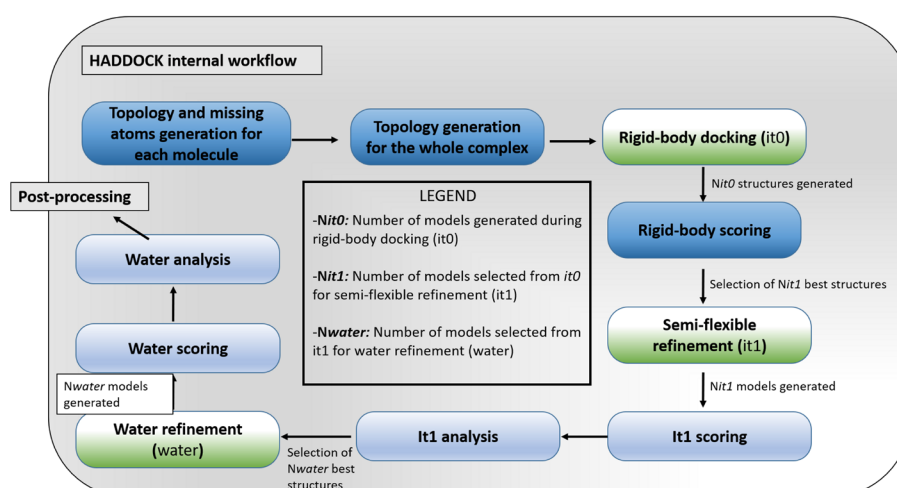 HADDOCK internal workflow
Topology and missing
atoms generation for
each molecule
Topology generation
for the whole complex
Rigid-body docking (it0)
Nit0 structures generated
Rigid-body scoring
Selection of Nit1 best structures
Semi-flexible
refinement (it1)
Nit1 models generated
It1 scoring
It1 analysis
Selection of
Nwater best
structures
Water refinement
(water)
Nwater models
generated
Water scoring
Water analysis
Post-processing
LEGEND
-Nit0: Number of models generated during
rigid-body docking (it0)
-Nit1: Number of models selected from it0
for semi-flexible refinement (it1)
-Nwater: Number of models selected from
it1 for water refinement (water)